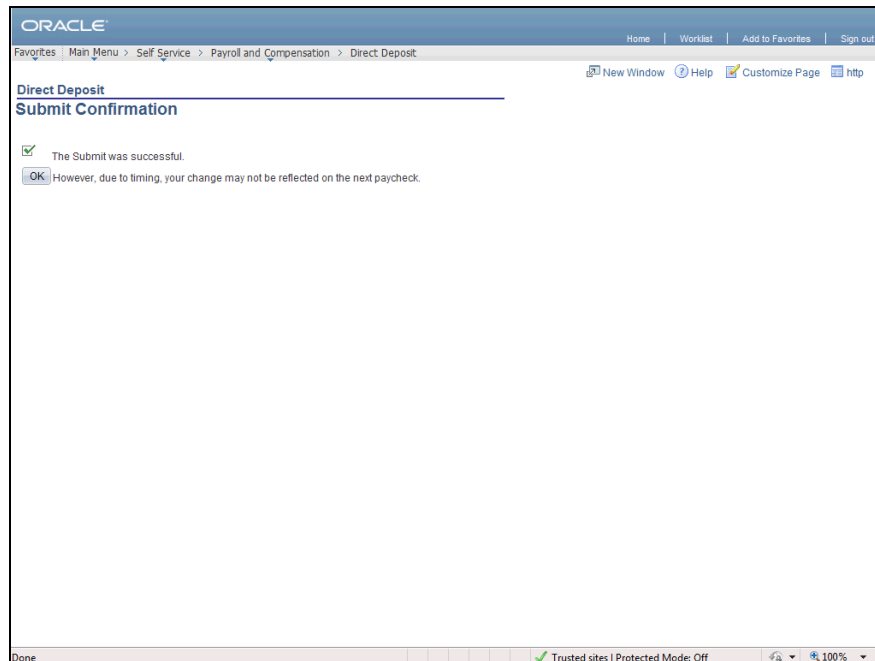 ORACLE
Home | Worklist | Add to Favorites | Sign out
Favorites Main Menu > Self Service > Payroll and Compensation > Direct Deposit
New Window Help Customize Page http
Direct Deposit
Submit Confirmation
The Submit was successful.
OK However, due to timing, your change may not be reflected on the next paycheck.
Done Trusted sites | Protected Mode: Off 100%